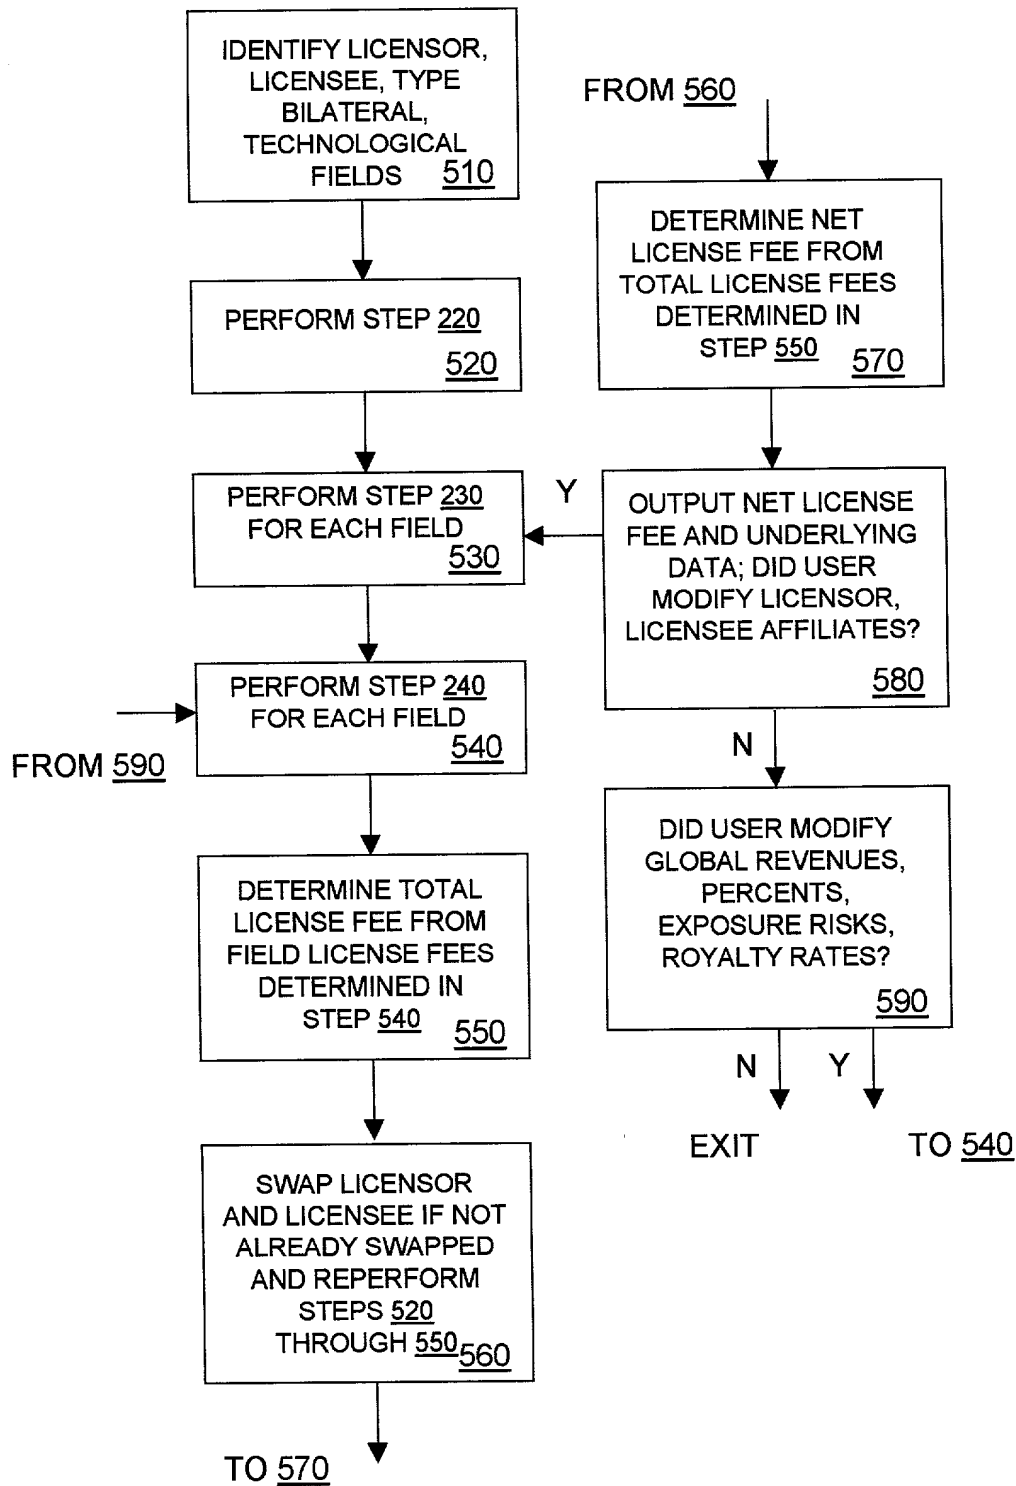 IDENTIFY LICENSOR,
LICENSEE, TYPE
BILATERAL,
TECHNOLOGICAL
FIELDS 510
PERFORM STEP 220
520
PERFORM STEP 230
FOR EACH FIELD
530
PERFORM STEP 240
FOR EACH FIELD
540
FROM 590
DETERMINE TOTAL
LICENSE FEE FROM
FIELD LICENSE FEES
DETERMINED IN
STEP 540 550
SWAP LICENSOR
AND LICENSEE IF NOT
ALREADY SWAPPED
AND REPERFORM
STEPS 520
THROUGH 550 560
TO 570
FROM 560
DETERMINE NET
LICENSE FEE FROM
TOTAL LICENSE FEES
DETERMINED IN
STEP 550 570
Y
OUTPUT NET LICENSE
FEE AND UNDERLYING
DATA; DID USER
MODIFY LICENSOR,
LICENSEE AFFILIATES?
580
N
DID USER MODIFY
GLOBAL REVENUES,
PERCENTS,
EXPOSURE RISKS,
ROYALTY RATES?
590
N Y
EXIT TO 540